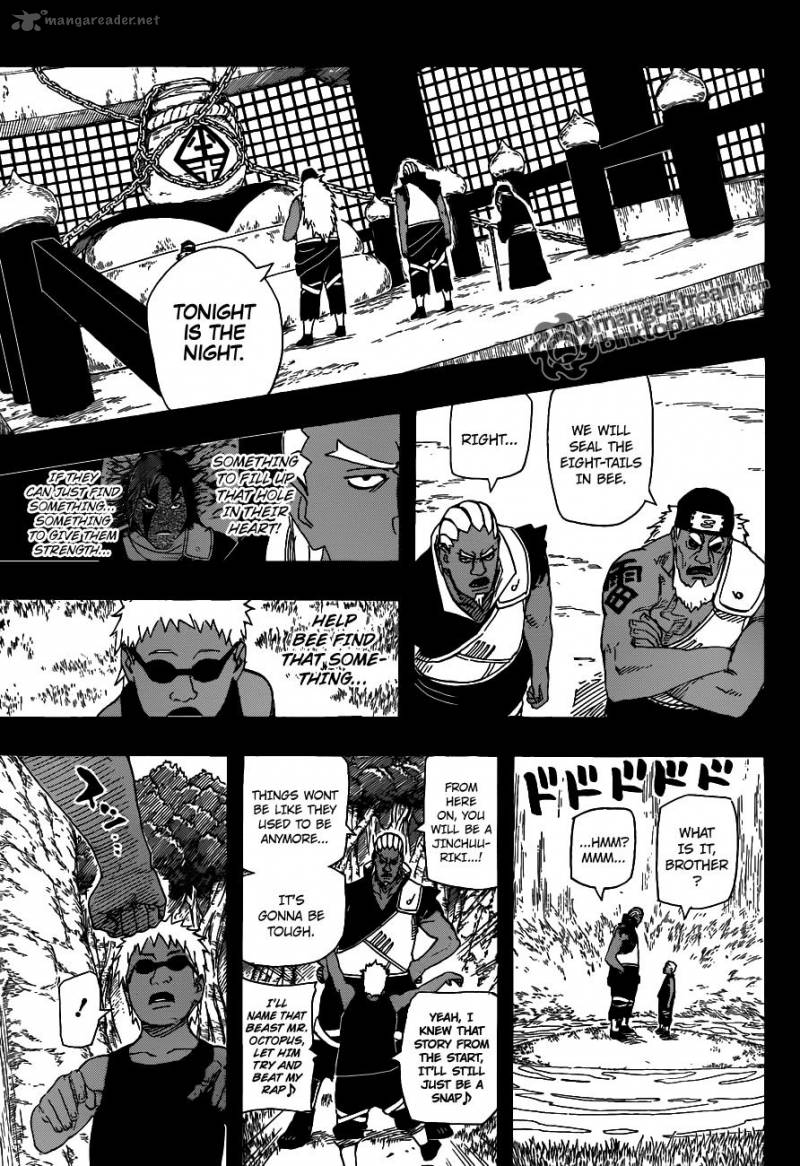 mangareader.net
TONIGHT
IS THE
NIGHT.
mangastream.com
WE WILL
SEAL THE
EIGHT-TAILS
IN BEE.
RIGHT...
雷
SOMETHING
TO FILL UP
THAT HOLE
IN THEIR
HEART!
IF THEY
CAN JUST FIND
SOMETHING...
SOMETHING
TO GIVE THEM
STRENGTH...
HELP
BEE FIND
THAT SOME-
THING...
ドドドドド
WHAT
IS IT,
BROTHER
?
...HMM?
MMM...
FROM
HERE
ON, YOU
WILL BE A
JINCHUU-
RIKI...!
THINGS WONT
BE LIKE THEY
USED TO BE
ANYMORE...
IT'S
GONNA BE
TOUGH.
YEAH, I
KNEW THAT
STORY FROM
THE START,
IT'LL STILL
JUST BE A
SNAP♪
I'LL
NAME THAT
BEAST MR.
OCTOPUS,
LET HIM
TRY AND
BEAT MY
RAP♪
スッ...
!